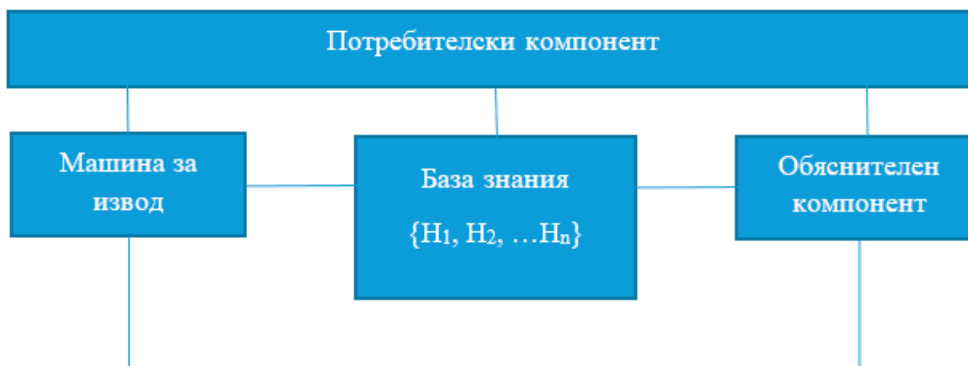 Потребителски компонент
Машина за
извод
База знания
{H₁, H₂, …Hₙ}
Обяснителен
компонент